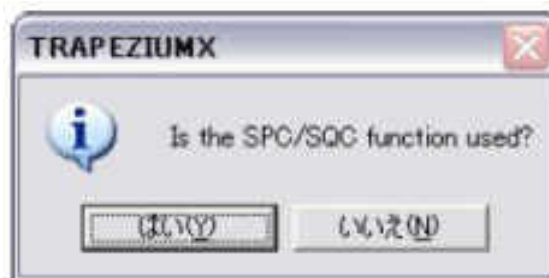 TRAPEZIUMX
Is the SPC/SQC function used?
はい(Y) いいえ(N)